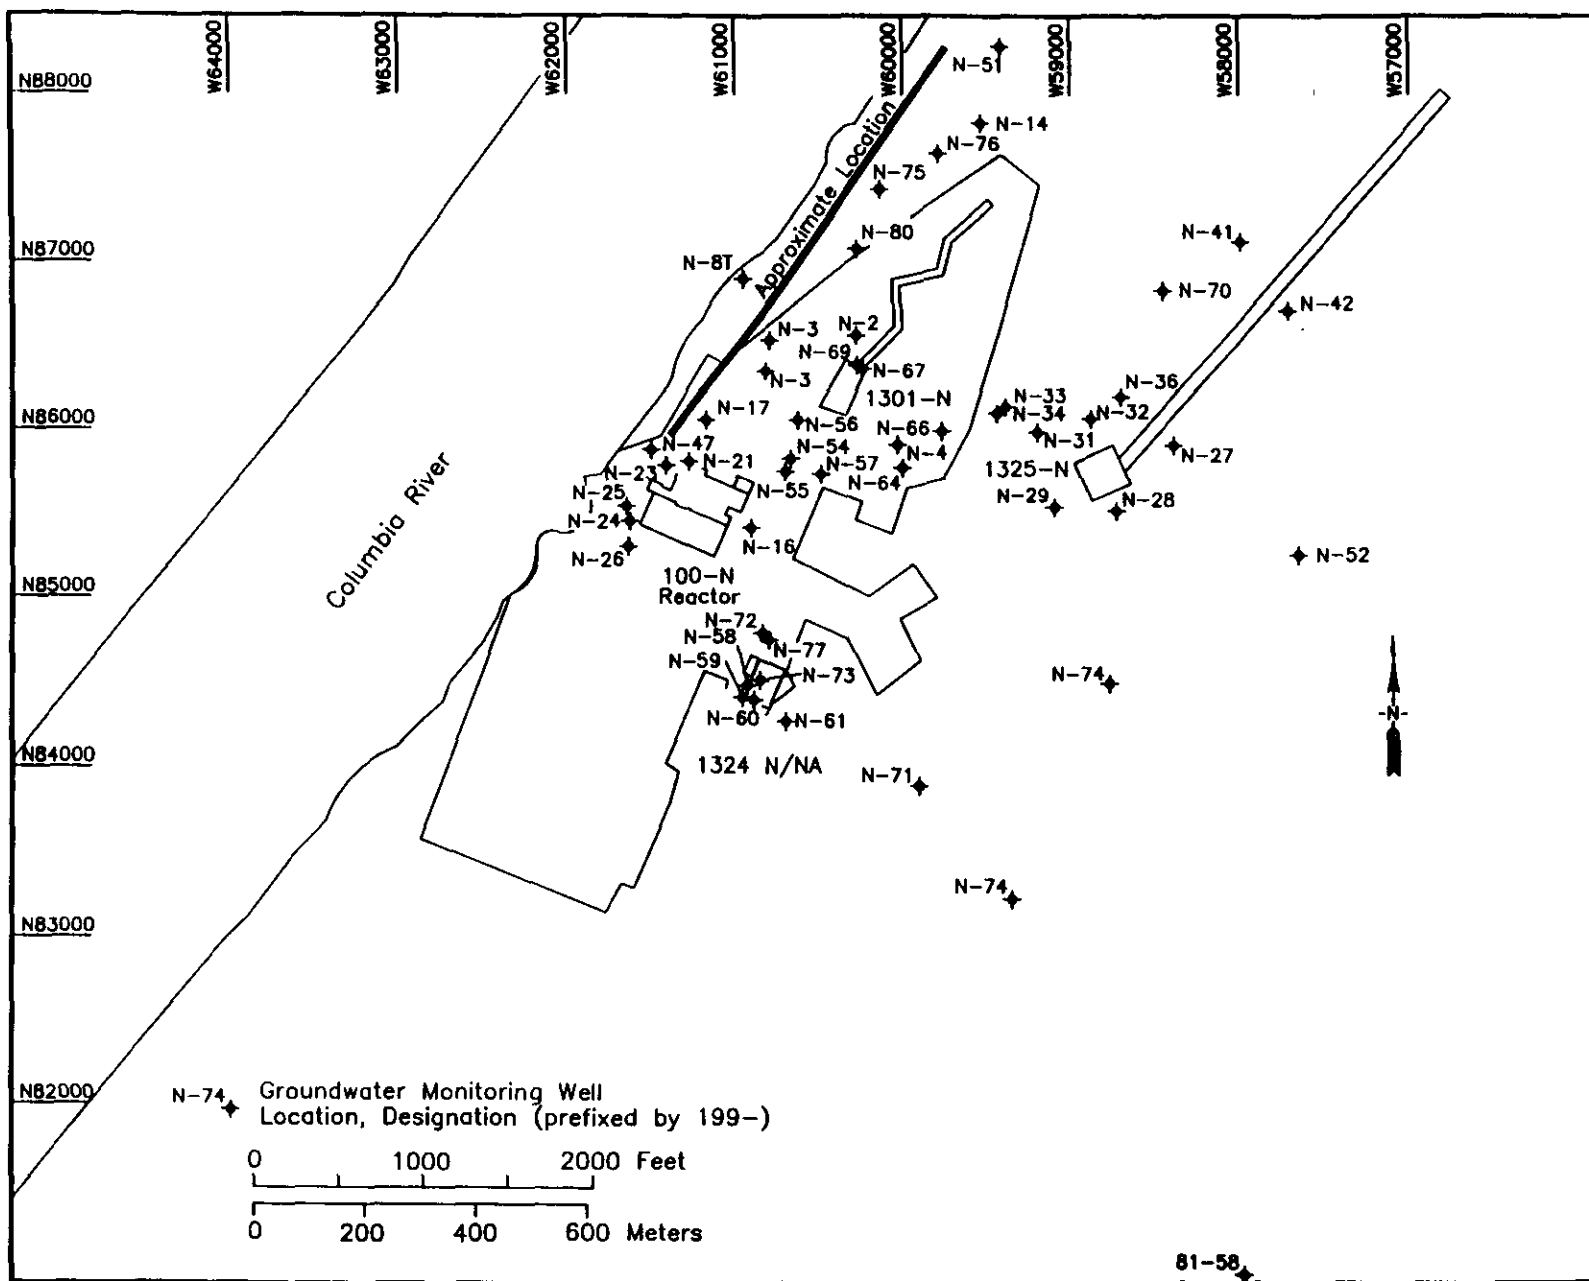 W64000
W63000
W62000
W61000
W60000
W59000
W58000
W57000
N88000
N87000
N86000
N85000
N84000
N83000
N82000
N-51
N-14
N-76
N-75
Approximate Location
N-80
N-8T
N-41
N-70
N-42
N-3
N-2
N-69
N-3
N-67
1301-N
N-36
N-33
N-34
N-32
N-17
N-56
N-66
N-31
N-47
N-54
N-4
N-27
N-23
N-21
N-57
1325-N
N-25
N-55
N-64
N-29
N-28
N-24
N-16
N-26
N-52
100-N
Reactor
Columbia River
N-72
N-58
N-77
N-59
N-73
N-74
N-60
N-61
-N-
1324 N/NA
N-71
N-74
N-74
Groundwater Monitoring Well
Location, Designation (prefixed by 199-)
0 1000 2000 Feet
0 200 400 600 Meters
81-58